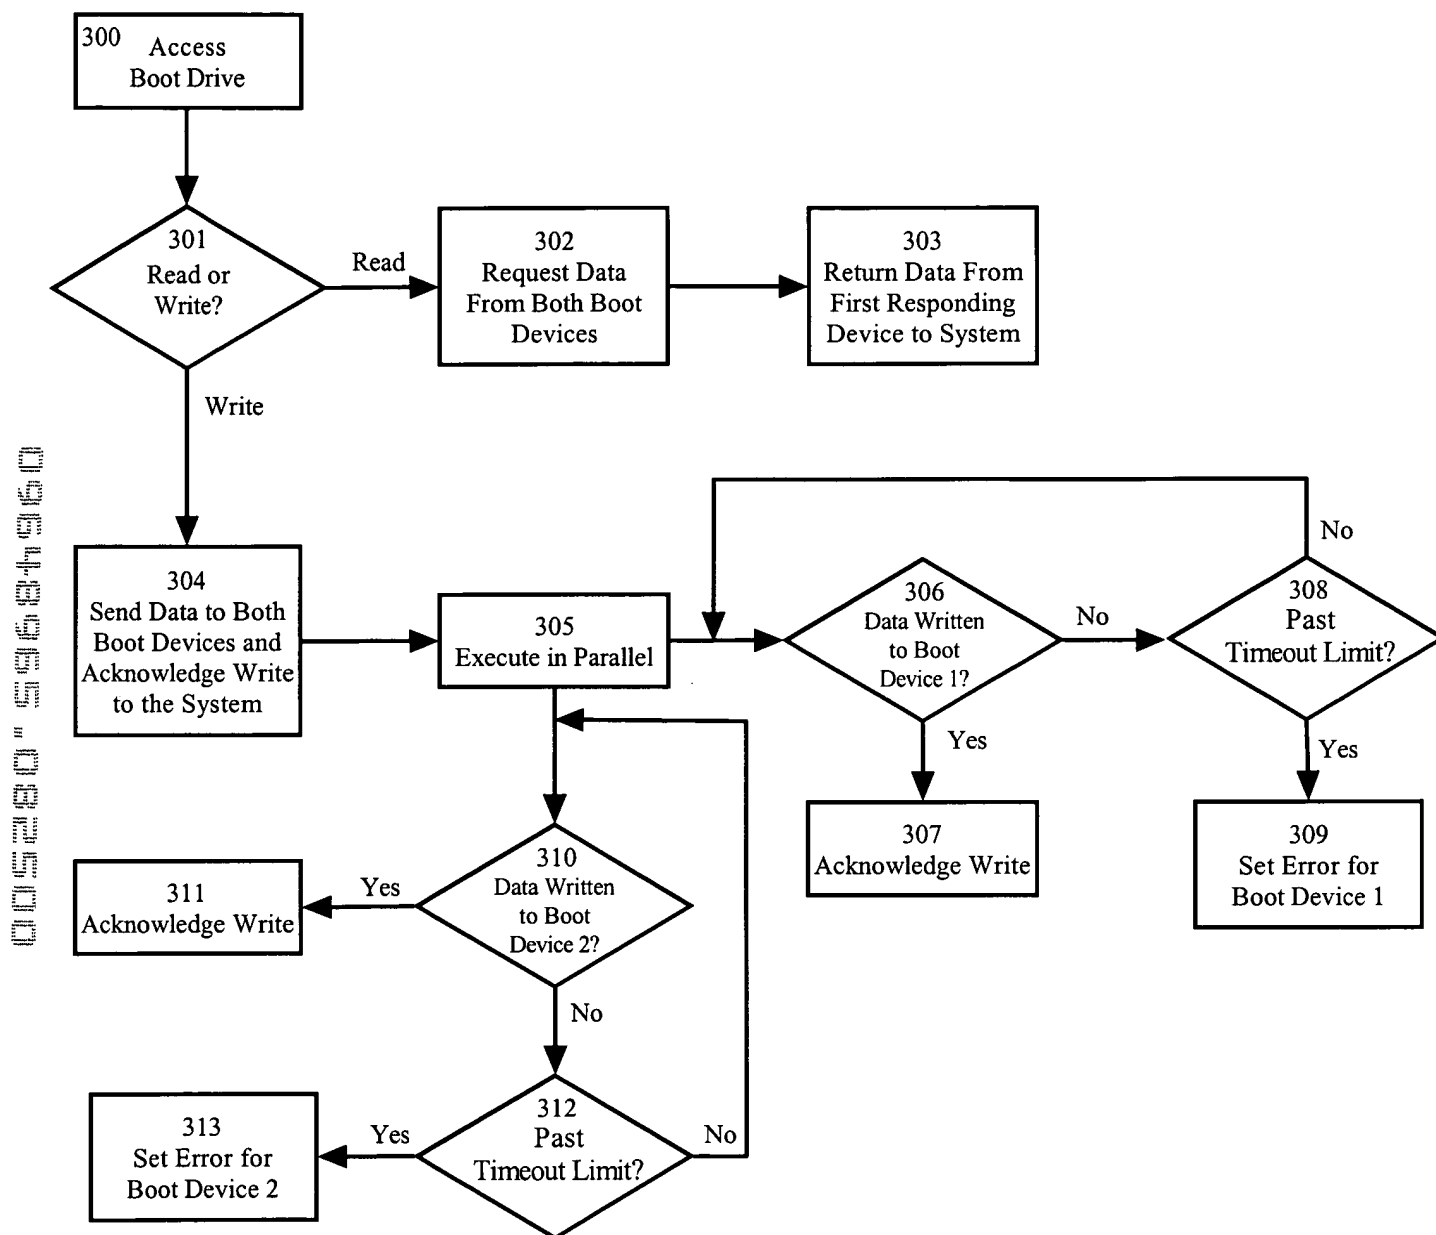 300
Access
Boot Drive
301
Read or
Write?
Read
302
Request Data
From Both Boot
Devices
303
Return Data From
First Responding
Device to System
Write
304
Send Data to Both
Boot Devices and
Acknowledge Write
to the System
305
Execute in Parallel
306
Data Written
to Boot
Device 1?
No
308
Past
Timeout Limit?
No
Yes
307
Acknowledge Write
Yes
309
Set Error for
Boot Device 1
310
Data Written
to Boot
Device 2?
Yes
311
Acknowledge Write
No
312
Past
Timeout Limit?
No
Yes
313
Set Error for
Boot Device 2
09648965.082500